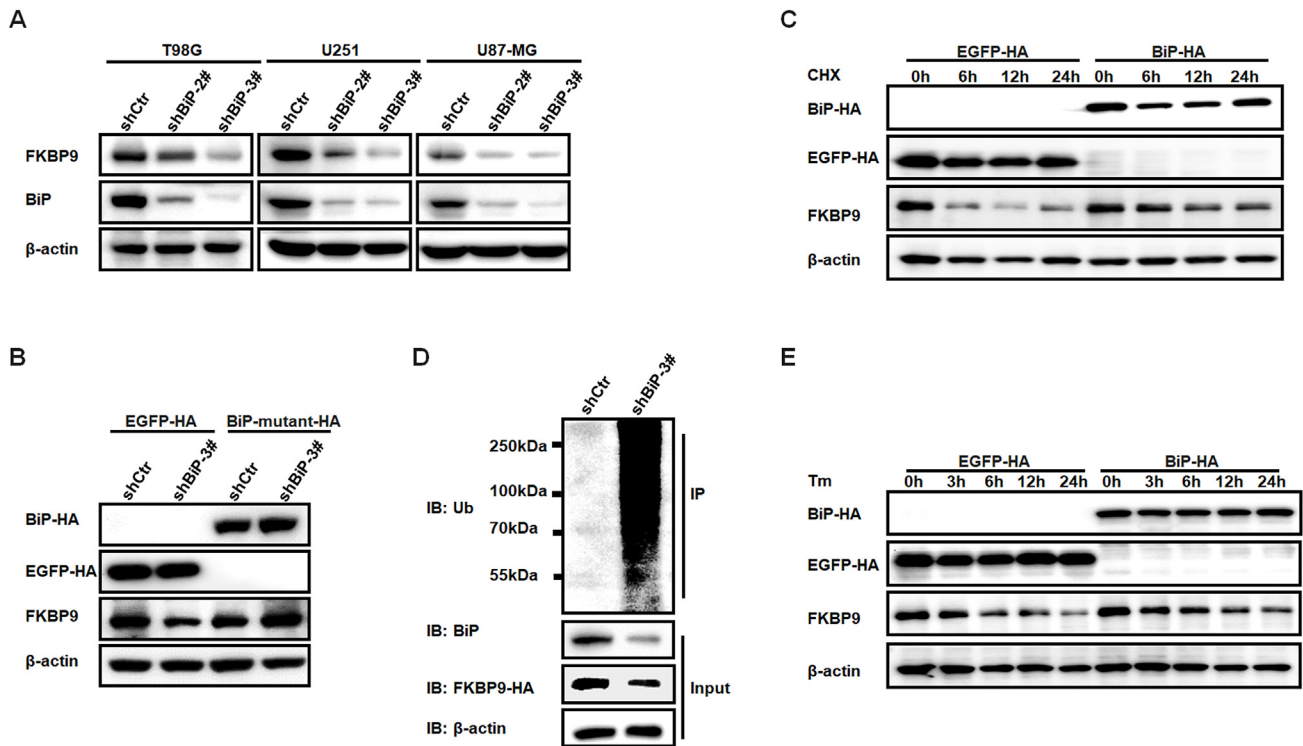 A
T98G U251 U87-MG
shCtr shBiP-2# shBiP-3# shCtr shBiP-2# shBiP-3# shCtr shBiP-2# shBiP-3#
FKBP9
BiP
β-actin
B
EGFP-HA BiP-mutant-HA
shCtr shBiP-3# shCtr shBiP-3#
BiP-HA
EGFP-HA
FKBP9
β-actin
C
EGFP-HA BiP-HA
CHX 0h 6h 12h 24h 0h 6h 12h 24h
BiP-HA
EGFP-HA
FKBP9
β-actin
D
shCtr shBiP-3#
250kDa
100kDa
IB: Ub
70kDa
55kDa
IP
IB: BiP
IB: FKBP9-HA
Input
IB: β-actin
E
EGFP-HA BiP-HA
Tm 0h 3h 6h 12h 24h 0h 3h 6h 12h 24h
BiP-HA
EGFP-HA
FKBP9
β-actin